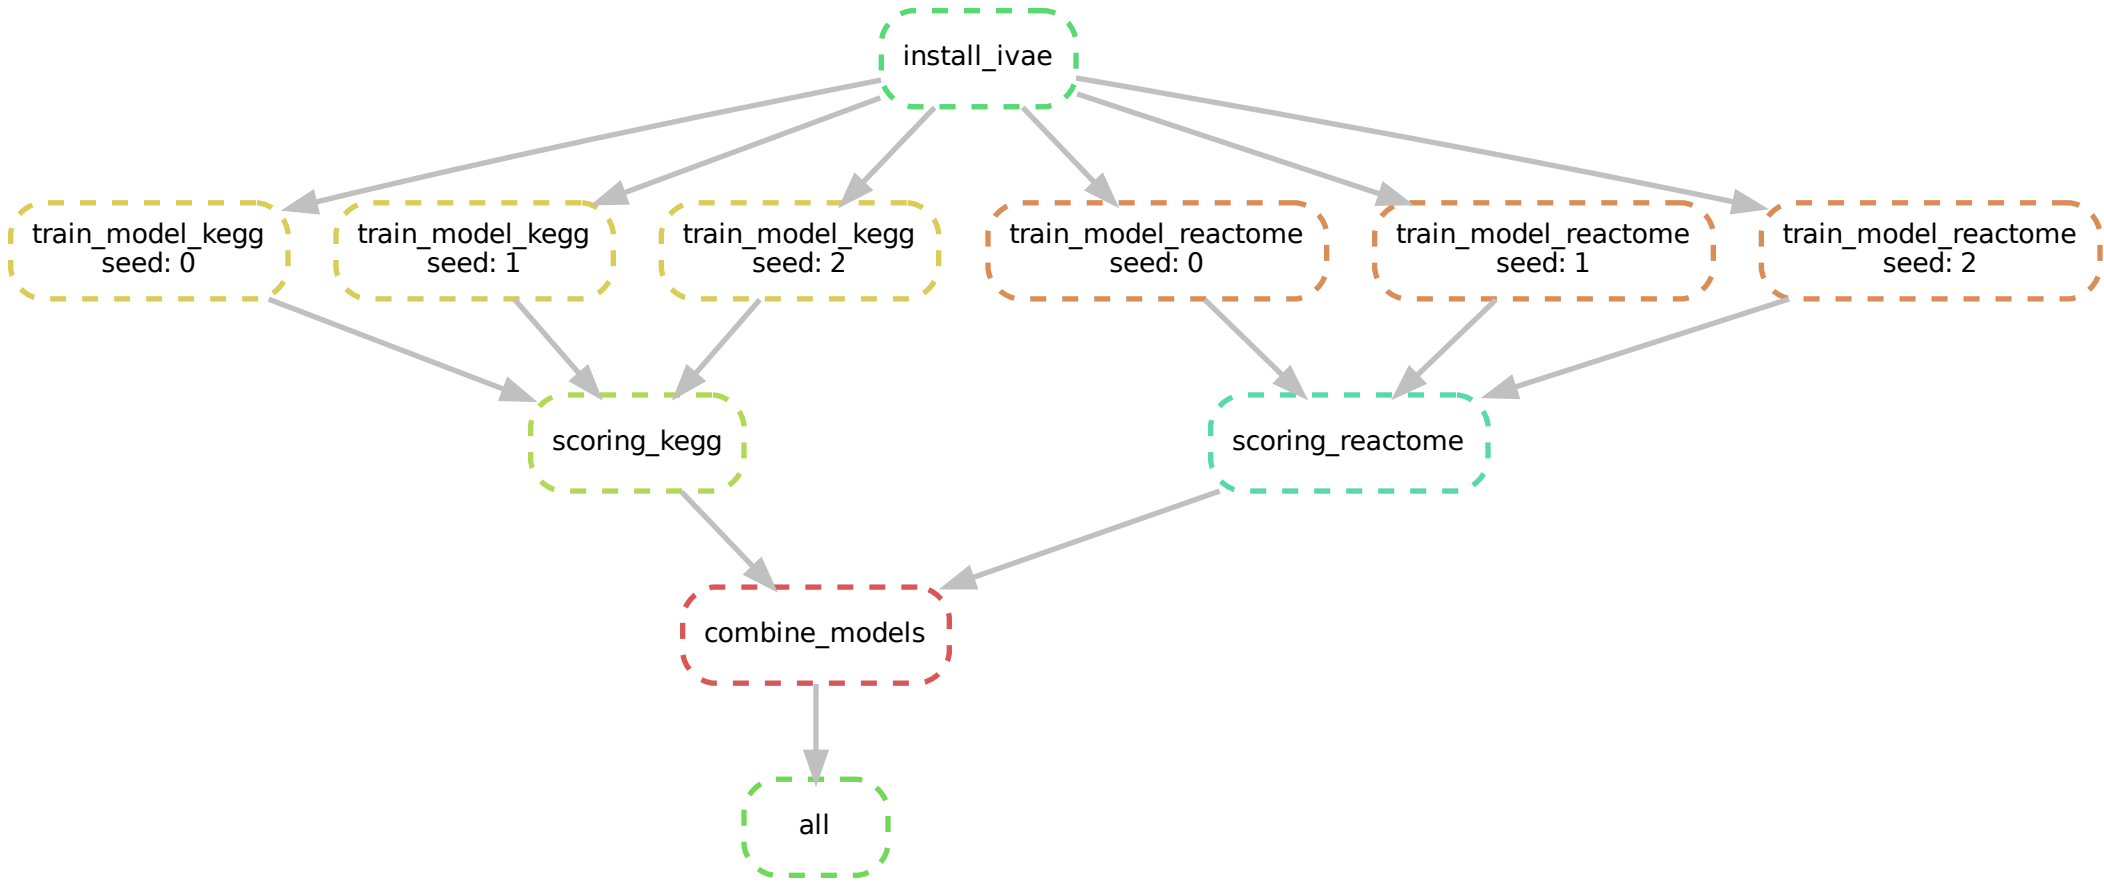 install_ivae
train_model_kegg
seed: 0
train_model_kegg
seed: 1
train_model_kegg
seed: 2
train_model_reactome
seed: 0
train_model_reactome
seed: 1
train_model_reactome
seed: 2
scoring_kegg
scoring_reactome
combine_models
all